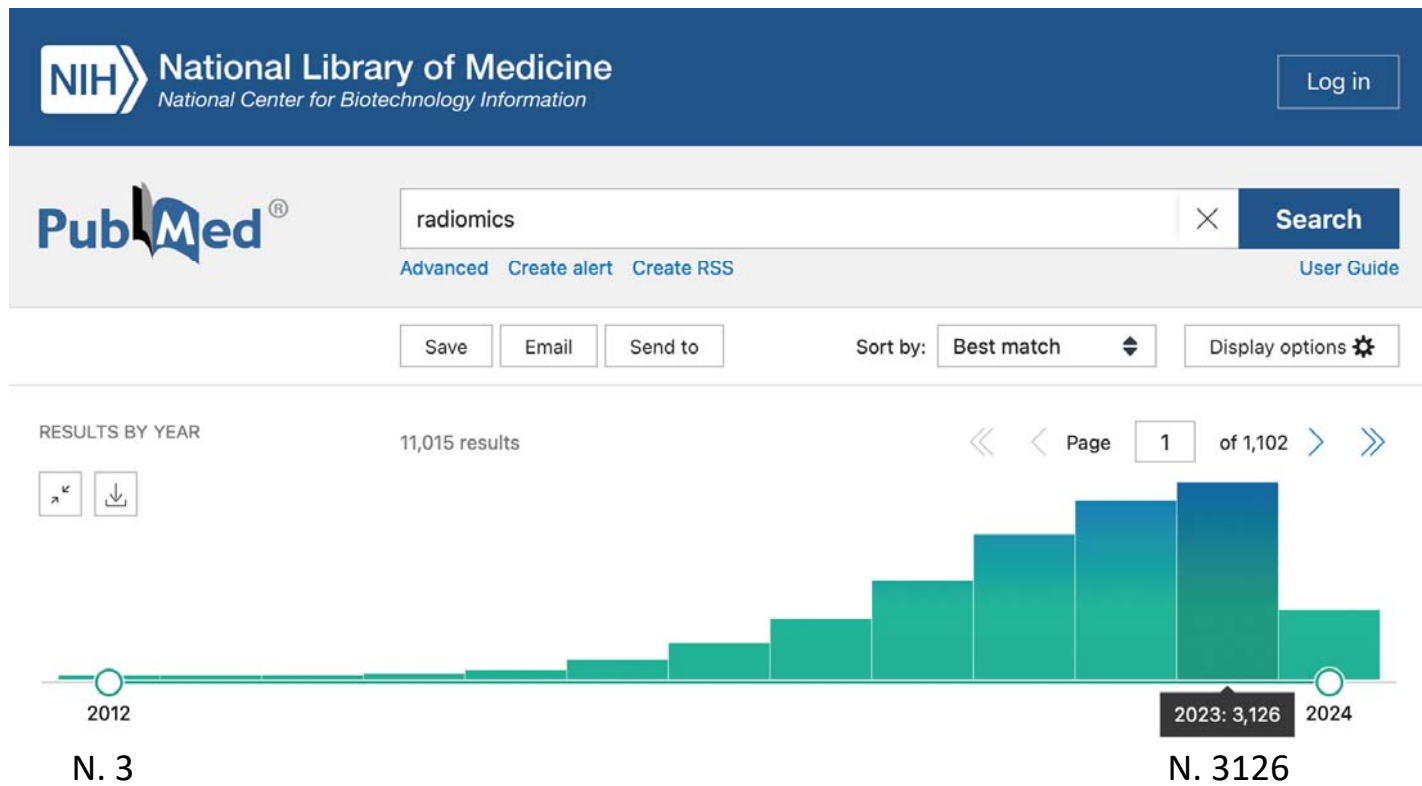 NIH National Library of Medicine
National Center for Biotechnology Information
Log in
PubMed®
radiomics
Search
Advanced Create alert Create RSS
User Guide
Save Email Send to
Sort by: Best match
Display options
RESULTS BY YEAR
11,015 results
Page 1 of 1,102
2012
2023: 3,126
2024
N. 3
N. 3126